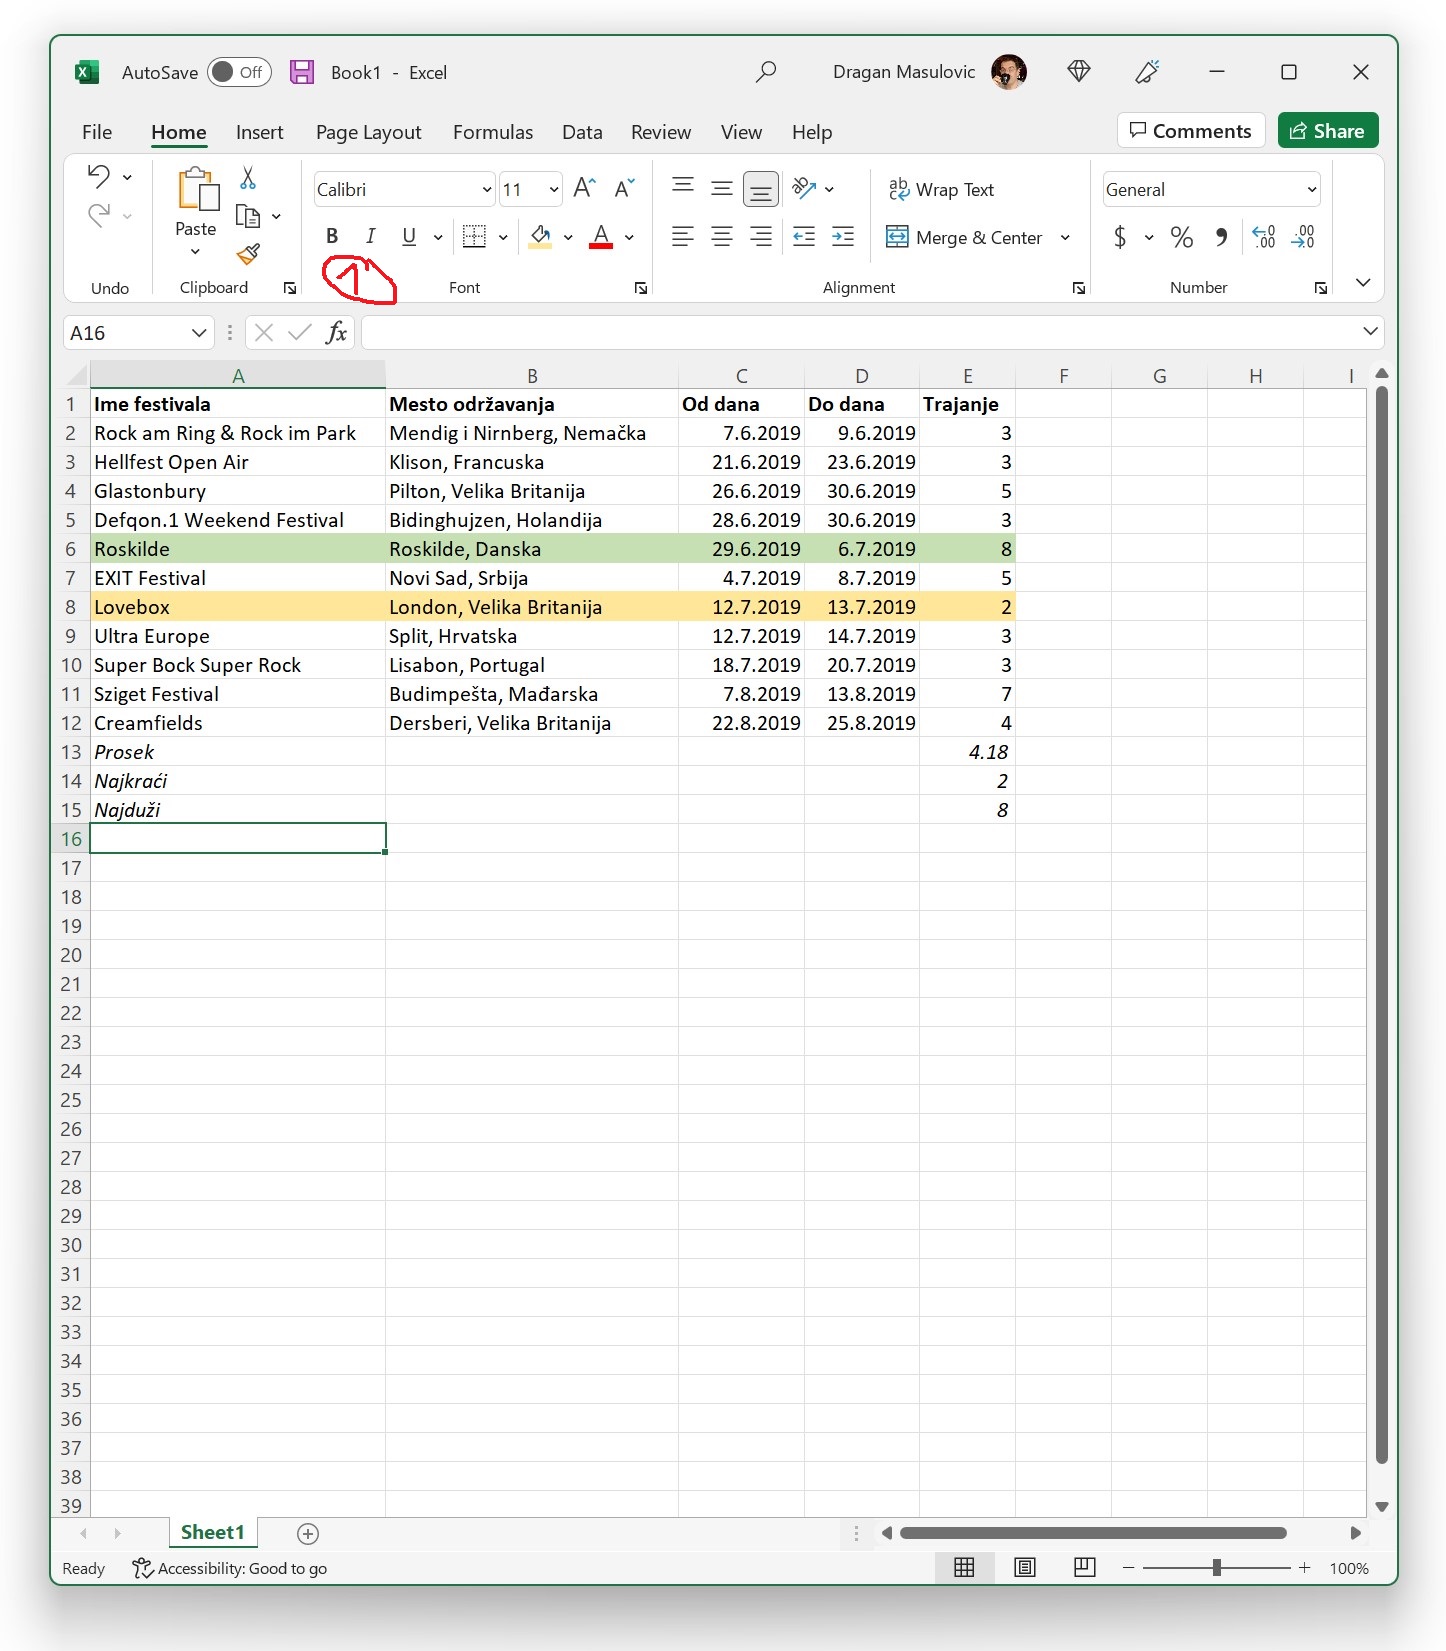 AutoSave Off Book1 - Excel Dragan Masulovic
File Home Insert Page Layout Formulas Data Review View Help Comments Share
Calibri 11 ab Wrap Text General
Paste B I U A Merge & Center $ % 9 .00 .00
Undo Clipboard 1 Font Alignment Number
A16 fx
A B C D E F G H I
1 Ime festivala Mesto održavanja Od dana Do dana Trajanje
2 Rock am Ring & Rock im Park Mendig i Nirnberg, Nemačka 7.6.2019 9.6.2019 3
3 Hellfest Open Air Klison, Francuska 21.6.2019 23.6.2019 3
4 Glastonbury Pilton, Velika Britanija 26.6.2019 30.6.2019 5
5 Defqon.1 Weekend Festival Bidinghujzen, Holandija 28.6.2019 30.6.2019 3
6 Roskilde Roskilde, Danska 29.6.2019 6.7.2019 8
7 EXIT Festival Novi Sad, Srbija 4.7.2019 8.7.2019 5
8 Lovebox London, Velika Britanija 12.7.2019 13.7.2019 2
9 Ultra Europe Split, Hrvatska 12.7.2019 14.7.2019 3
10 Super Bock Super Rock Lisabon, Portugal 18.7.2019 20.7.2019 3
11 Sziget Festival Budimpešta, Mađarska 7.8.2019 13.8.2019 7
12 Creamfields Dersberi, Velika Britanija 22.8.2019 25.8.2019 4
13 Prosek 4.18
14 Najkraći 2
15 Najduži 8
16
17
18
19
20
21
22
23
24
25
26
27
28
29
30
31
32
33
34
35
36
37
38
39
Sheet1
Ready Accessibility: Good to go 100%